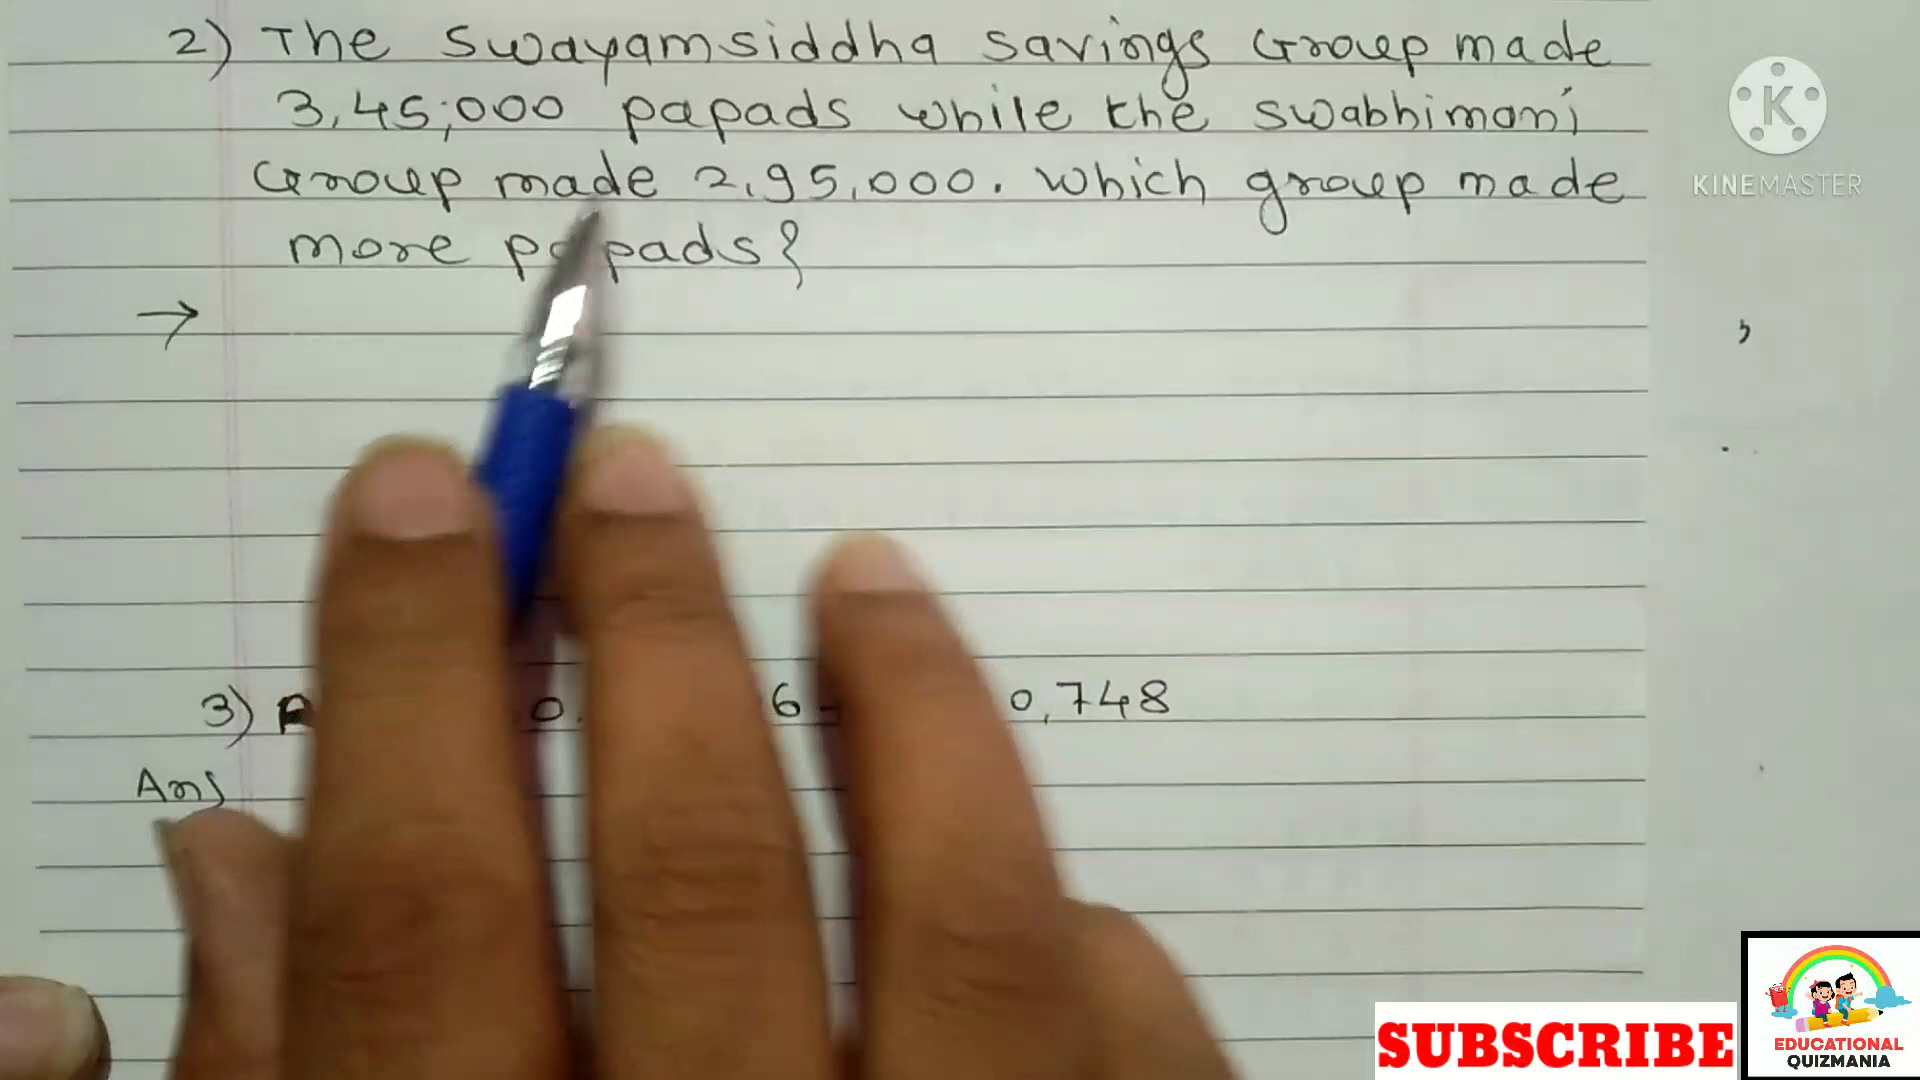 2) The Swayamsiddha savings Group made
3,45,000 papads while the swabhimani
Group made 2,95,000. which group made
more papads?
→
3)
0,748
Ans
K
KINEMASTER
SUBSCRIBE
EDUCATIONAL
QUIZMANIA